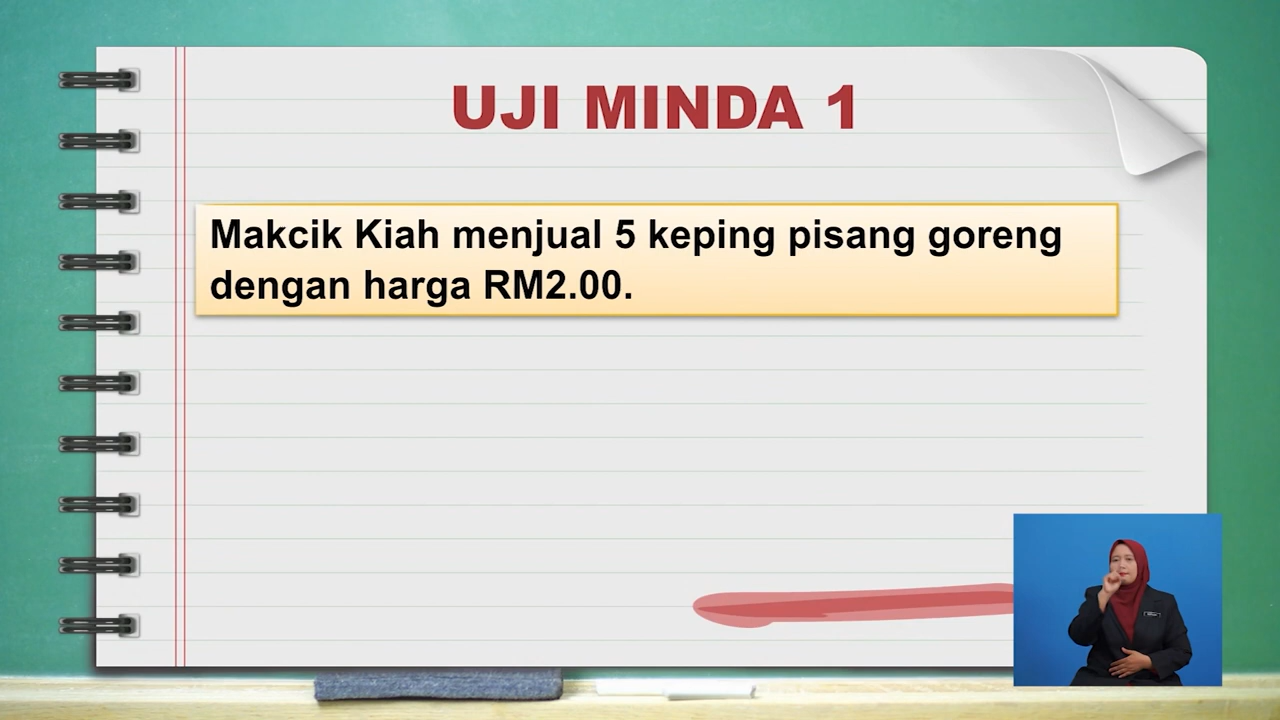 UJI MINDA 1
Makcik Kiah menjual 5 keping pisang goreng
dengan harga RM2.00.